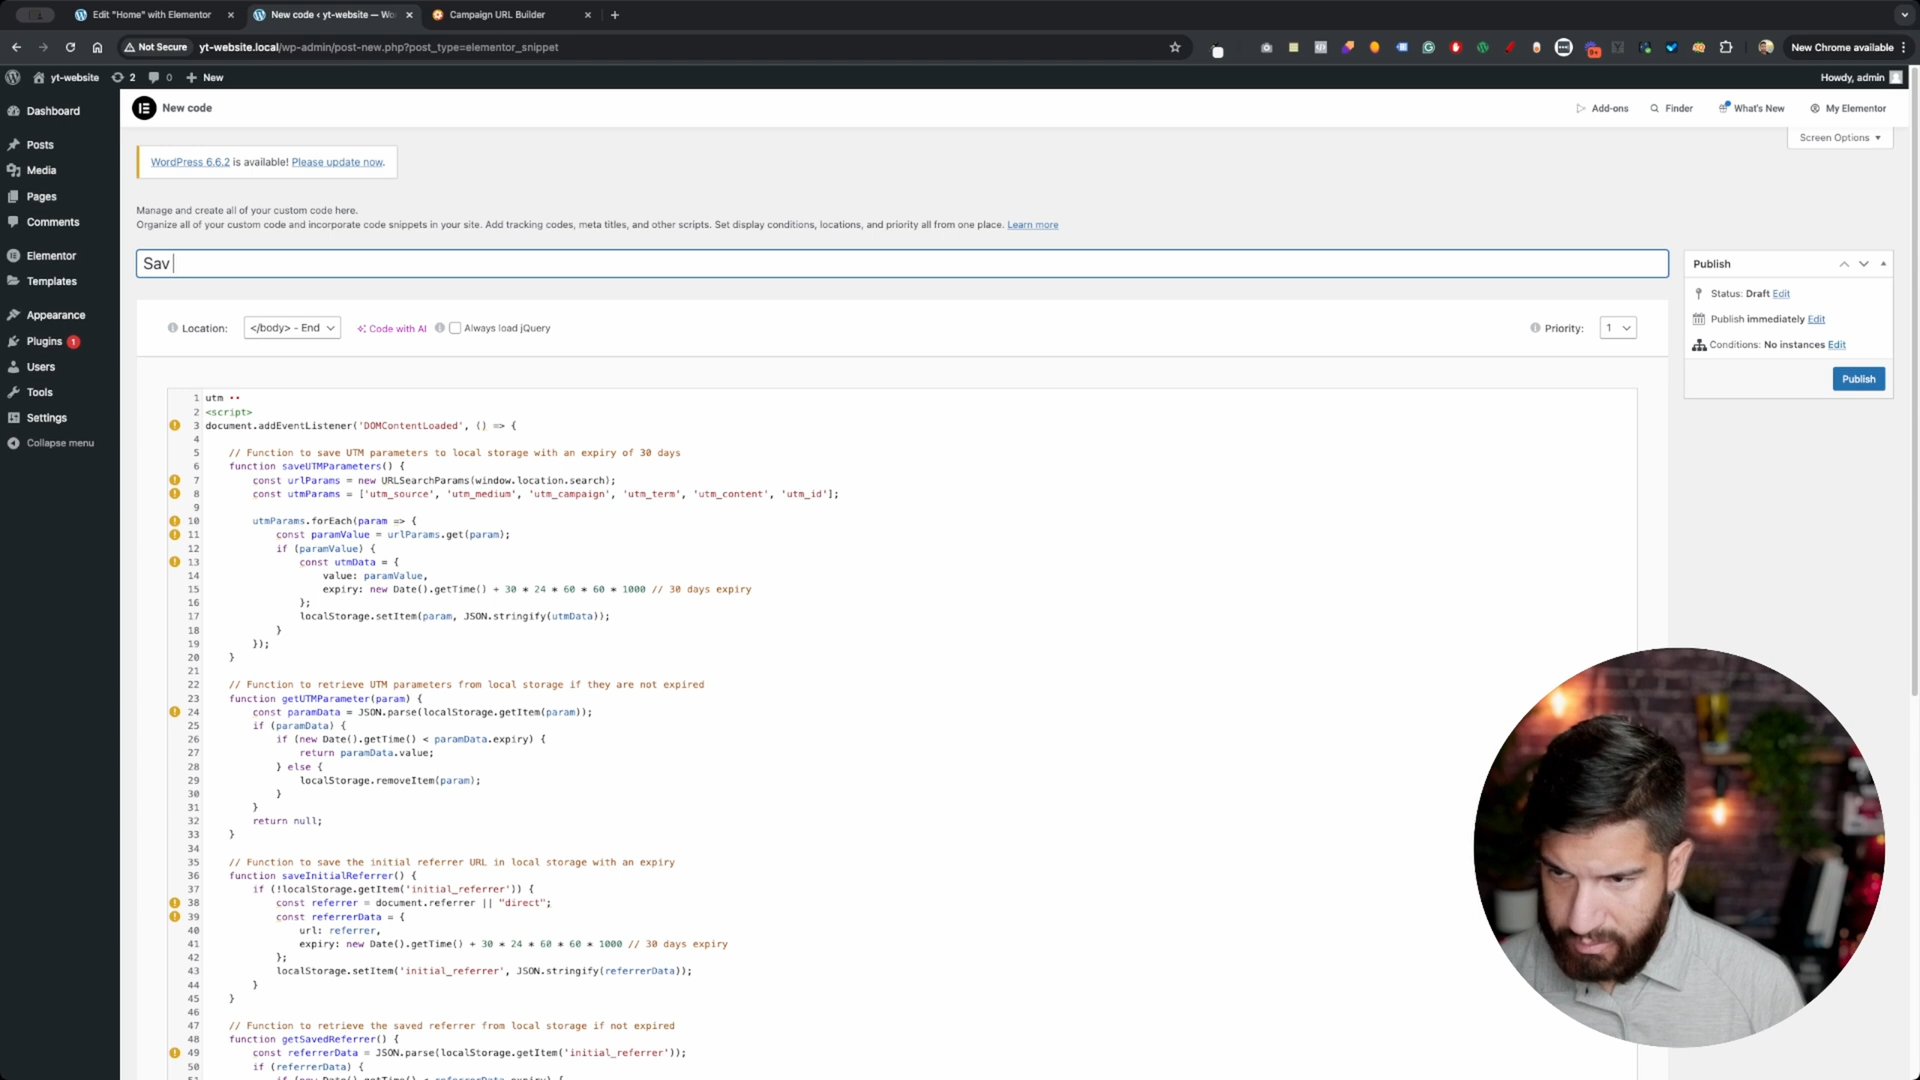 Edit "Home" with Elementor
New code ‹ yt-website — Wo
Campaign URL Builder
Not Secure
yt-website.local/wp-admin/post-new.php?post_type=elementor_snippet
New Chrome available
yt-website
2
0
New
Howdy, admin
Dashboard
Posts
Media
Pages
Comments
Elementor
Templates
Appearance
Plugins 1
Users
Tools
Settings
Collapse menu
New code
Add-ons
Finder
What's New
My Elementor
Screen Options
WordPress 6.6.2 is available! Please update now.
Manage and create all of your custom code here.
Organize all of your custom code and incorporate code snippets in your site. Add tracking codes, meta titles, and other scripts. Set display conditions, locations, and priority all from one place. Learn more
Sav
Publish
Status: Draft Edit
Publish immediately Edit
Conditions: No instances Edit
Publish
Location: </body> - End
Code with AI
Always load jQuery
Priority: 1
1 utm ••
2 <script>
3 document.addEventListener('DOMContentLoaded', () => {
4
5 // Function to save UTM parameters to local storage with an expiry of 30 days
6 function saveUTMParameters() {
7 const urlParams = new URLSearchParams(window.location.search);
8 const utmParams = ['utm_source', 'utm_medium', 'utm_campaign', 'utm_term', 'utm_content', 'utm_id'];
9
10 utmParams.forEach(param => {
11 const paramValue = urlParams.get(param);
12 if (paramValue) {
13 const utmData = {
14 value: paramValue,
15 expiry: new Date().getTime() + 30 * 24 * 60 * 60 * 1000 // 30 days expiry
16 };
17 localStorage.setItem(param, JSON.stringify(utmData));
18 }
19 });
20 }
21
22 // Function to retrieve UTM parameters from local storage if they are not expired
23 function getUTMParameter(param) {
24 const paramData = JSON.parse(localStorage.getItem(param));
25 if (paramData) {
26 if (new Date().getTime() < paramData.expiry) {
27 return paramData.value;
28 } else {
29 localStorage.removeItem(param);
30 }
31 }
32 return null;
33 }
34
35 // Function to save the initial referrer URL in local storage with an expiry
36 function saveInitialReferrer() {
37 if (!localStorage.getItem('initial_referrer')) {
38 const referrer = document.referrer || "direct";
39 const referrerData = {
40 url: referrer,
41 expiry: new Date().getTime() + 30 * 24 * 60 * 60 * 1000 // 30 days expiry
42 };
43 localStorage.setItem('initial_referrer', JSON.stringify(referrerData));
44 }
45 }
46
47 // Function to retrieve the saved referrer from local storage if not expired
48 function getSavedReferrer() {
49 const referrerData = JSON.parse(localStorage.getItem('initial_referrer'));
50 if (referrerData) {